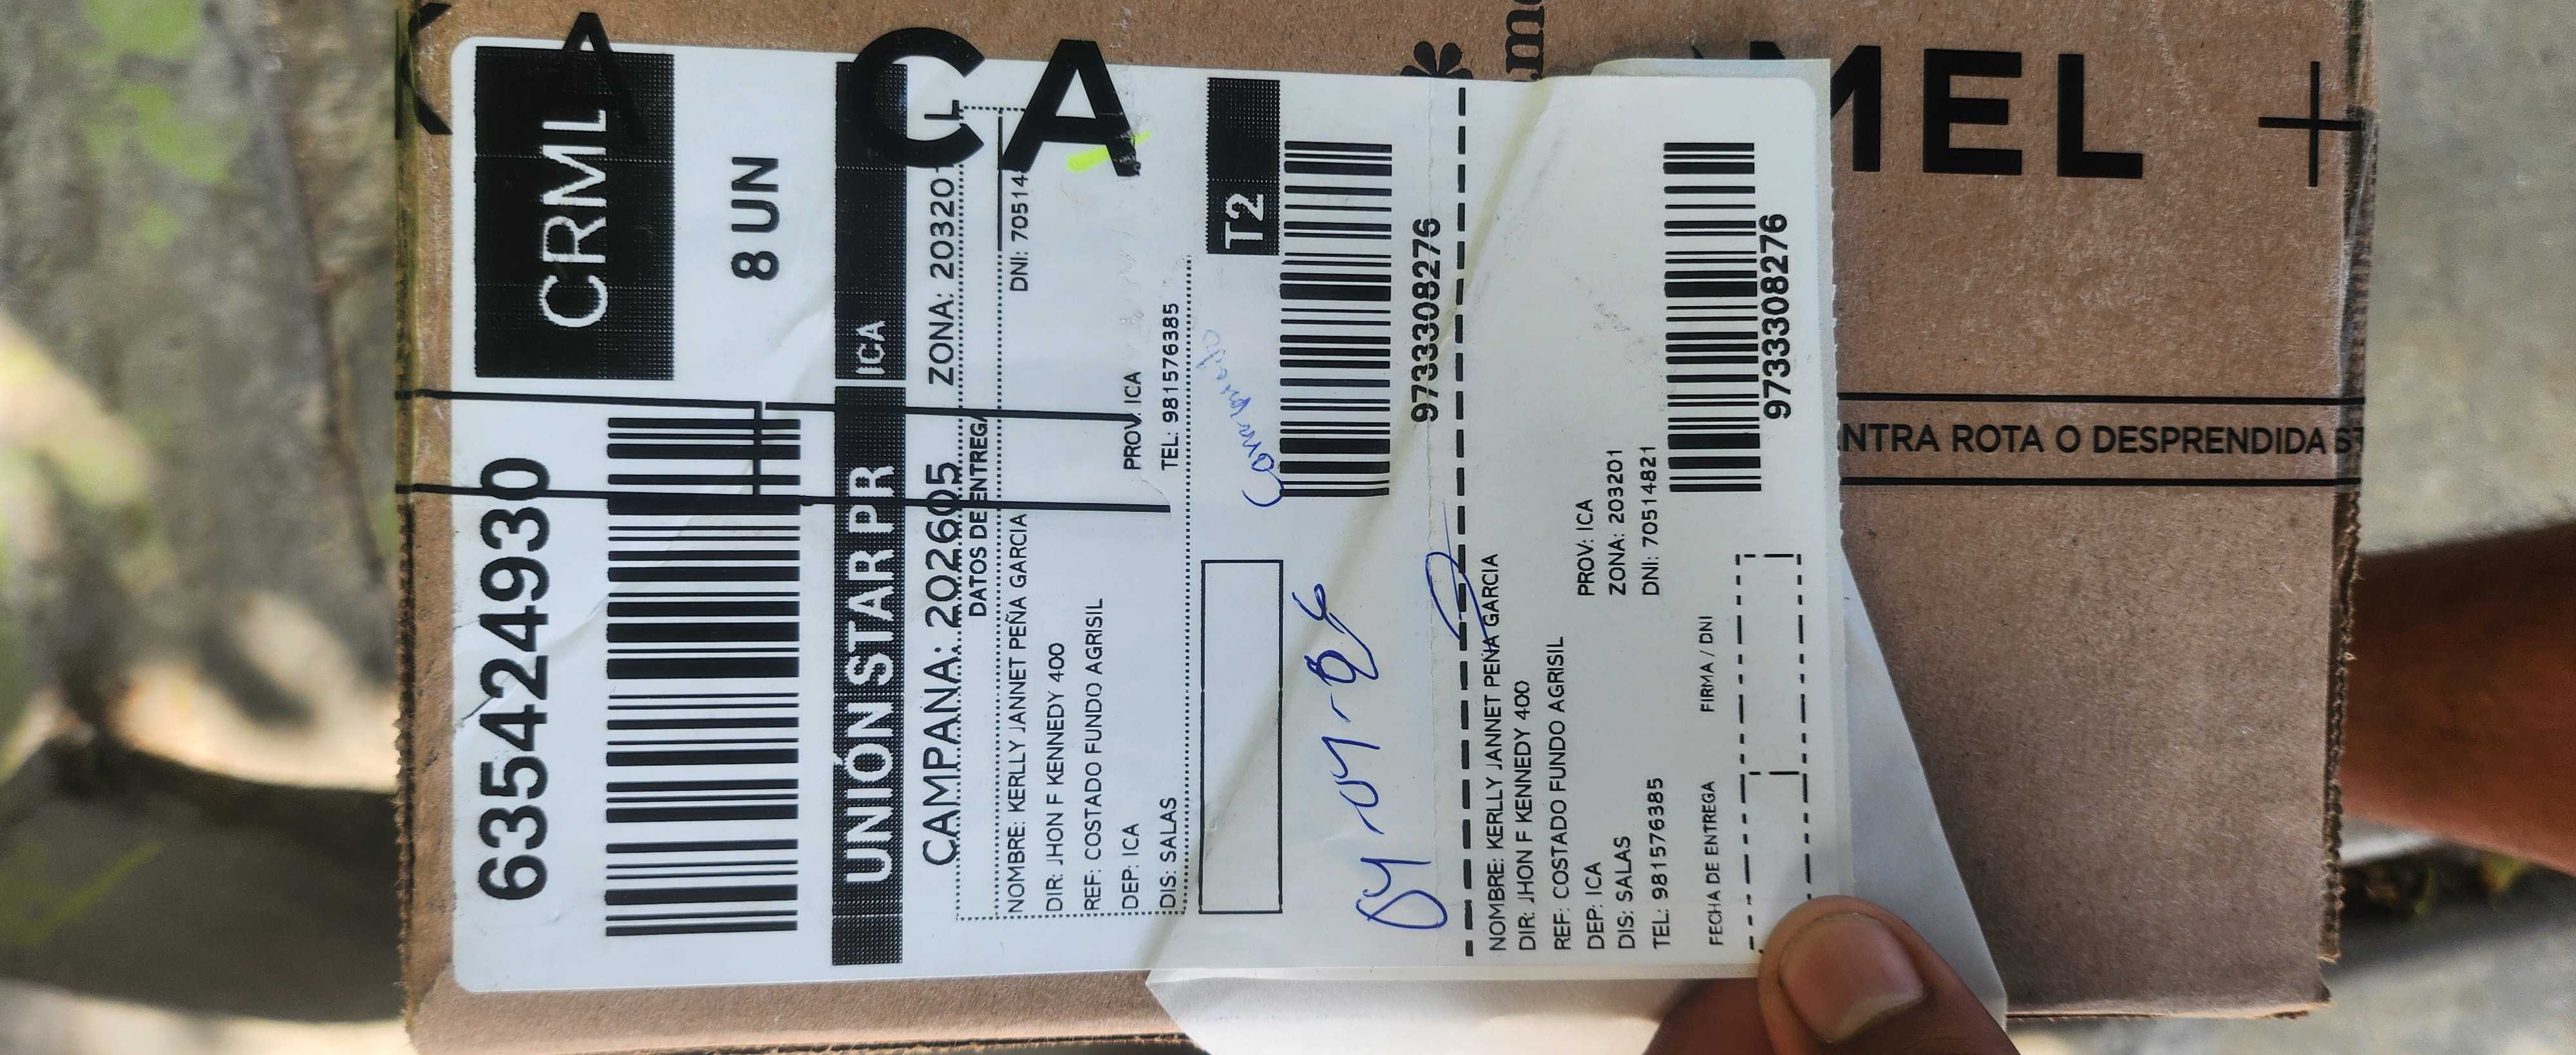 6354249930
CRML
8 UN
UNIÓN STAR PR ICA
CAMPANA: 202605 ZONA: 203201
DATOS DE ENTREGA
NOMBRE: KERLLY JANNET PEÑA GARCIA DNI: 70514
DIR: JHON F KENNEDY 400
REF: COSTADO FUNDO AGRISIL
DEP: ICA PROV: ICA
DIS: SALAS TEL: 981576385
T2
9733308276
NOMBRE: KERLLY JANNET PEÑA GARCIA
DIR: JHON F KENNEDY 400
REF: COSTADO FUNDO AGRISIL
DEP: ICA PROV: ICA
DIS: SALAS ZONA: 203201
TEL: 981576385 DNI: 70514821
FECHA DE ENTREGA FIRMA / DNI
9733308276
CA
MEL
NTRA ROTA O DESPRENDIDA